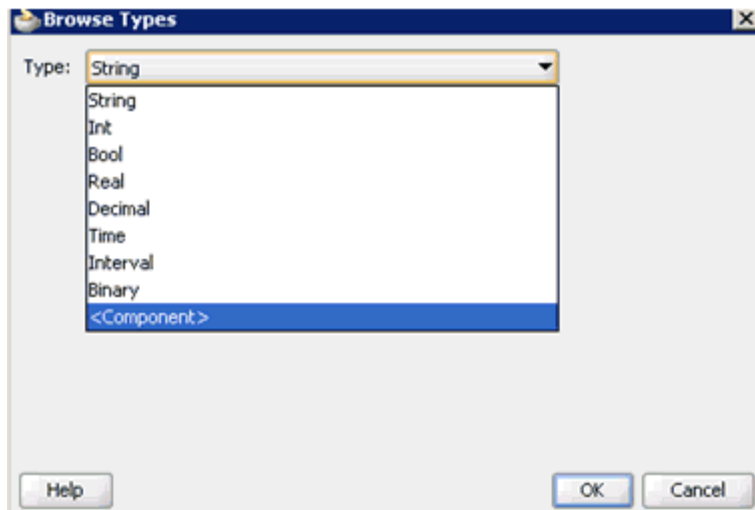 Browse Types
Type: String
String
Int
Bool
Real
Decimal
Time
Interval
Binary
<Component>
Help OK Cancel